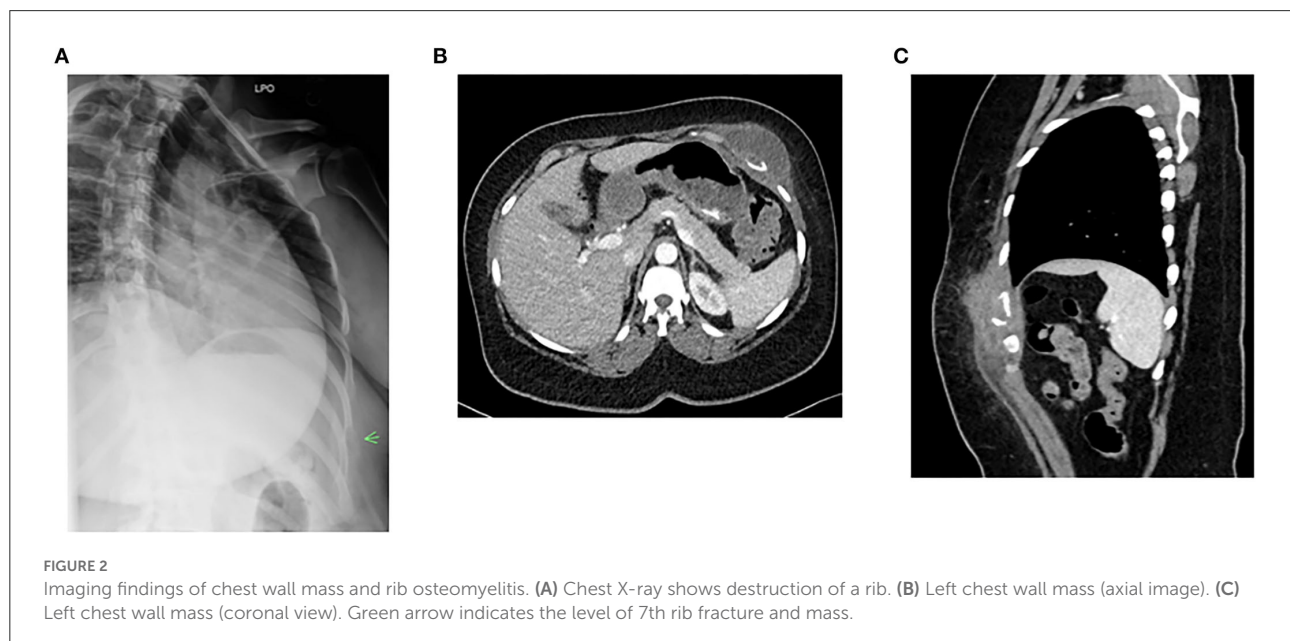 A
B
C
LPO
FIGURE 2
Imaging findings of chest wall mass and rib osteomyelitis. (A) Chest X-ray shows destruction of a rib. (B) Left chest wall mass (axial image). (C)
Left chest wall mass (coronal view). Green arrow indicates the level of 7th rib fracture and mass.